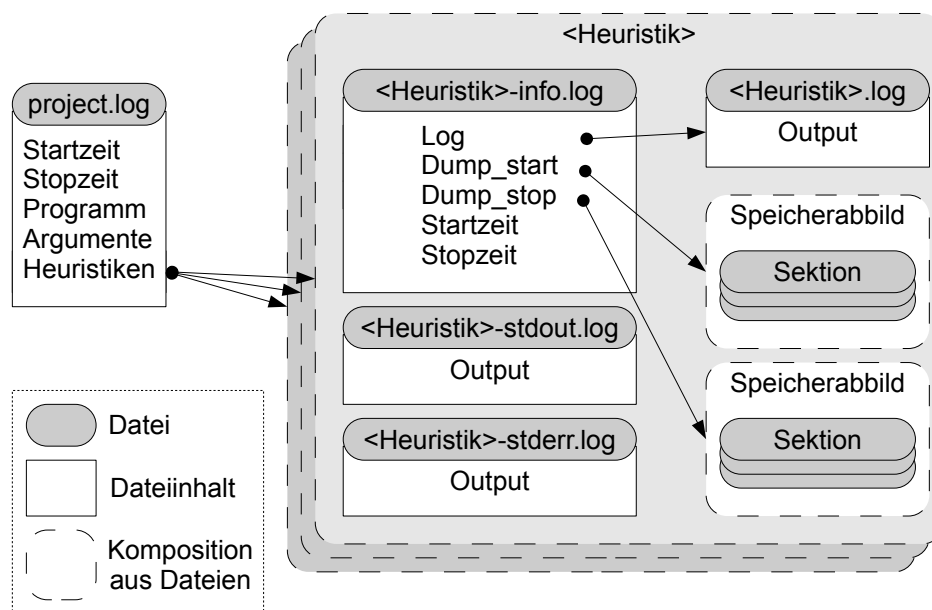 <Heuristik>
project.log
Startzeit
Stopzeit
Programm
Argumente
Heuristiken
<Heuristik>-info.log
Log
Dump_start
Dump_stop
Startzeit
Stopzeit
<Heuristik>.log
Output
Speicherabbild
Sektion
<Heuristik>-stdout.log
Output
Speicherabbild
Sektion
<Heuristik>-stderr.log
Output
Datei
Dateiinhalt
Komposition
aus Dateien